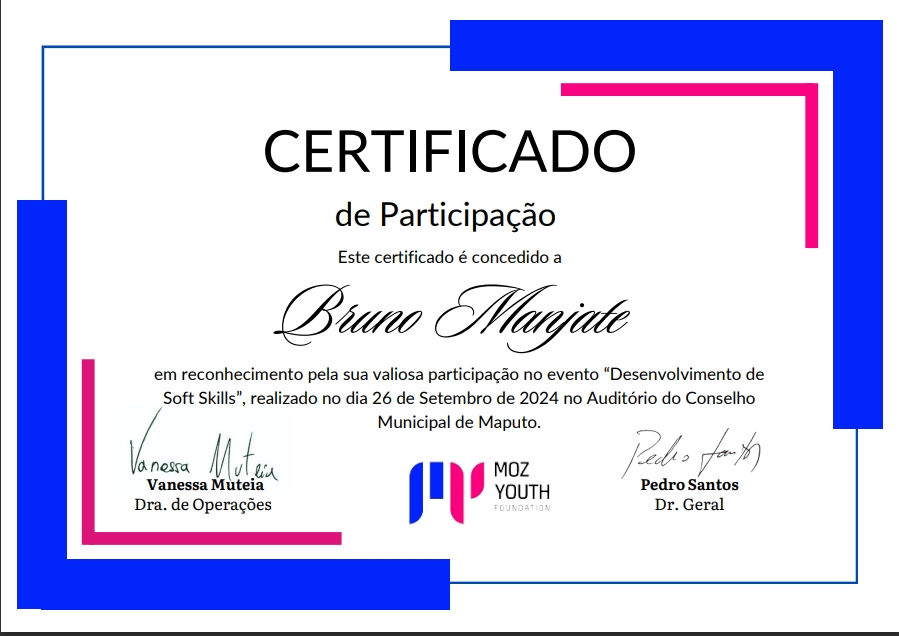 CERTIFICADO
de Participação
Este certificado é concedido a
Bruno Manjate
em reconhecimento pela sua valiosa participação no evento “Desenvolvimento de
Soft Skills”, realizado no dia 26 de Setembro de 2024 no Auditório do Conselho
Municipal de Maputo.
Vanessa Muteia
Vanessa Muteia
Dra. de Operações
MOZ
YOUTH
FOUNDATION
Pedro Santos
Pedro Santos
Dr. Geral